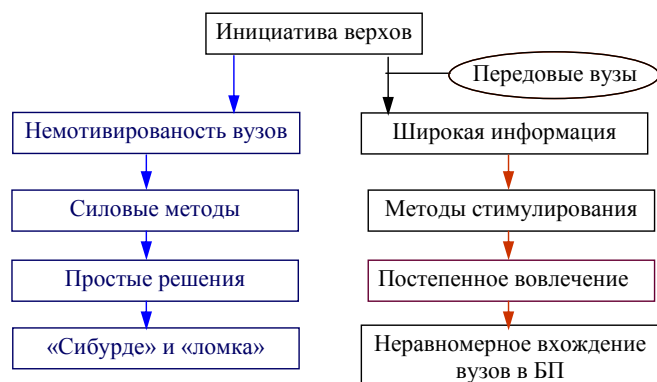 Инициатива верхов
Передовые вузы
Немотивированость вузов
Широкая информация
Силовые методы
Методы стимулирования
Простые решения
Постепенное вовлечение
«Сибурде» и «ломка»
Неравномерное вхождение
вузов в БП